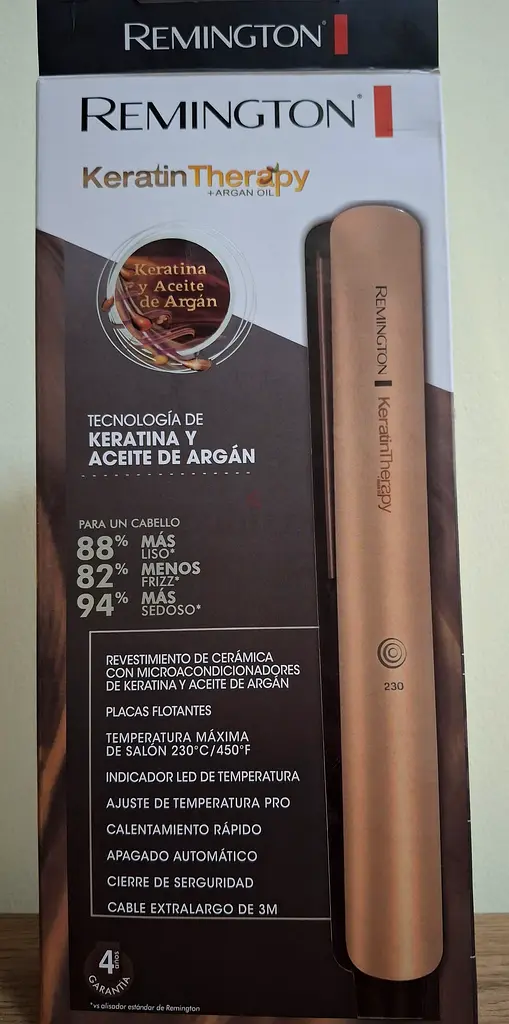 REMINGTON
REMINGTON
KeratinTherapy
+ARGAN OIL
Keratina
y Aceite
de Argán
TECNOLOGÍA DE
KERATINA Y
ACEITE DE ARGÁN
PARA UN CABELLO
88% MÁS
LISO*
82% MENOS
FRIZZ*
94% MÁS
SEDOSO*
REVESTIMIENTO DE CERÁMICA
CON MICROACONDICIONADORES
DE KERATINA Y ACEITE DE ARGÁN
PLACAS FLOTANTES
TEMPERATURA MÁXIMA
DE SALÓN 230°C/450°F
INDICADOR LED DE TEMPERATURA
AJUSTE DE TEMPERATURA PRO
CALENTAMIENTO RÁPIDO
APAGADO AUTOMÁTICO
CIERRE DE SERGURIDAD
CABLE EXTRALARGO DE 3M
4 años
GARANTÍA
*vs alisador estándar de Remington
REMINGTON KeratinTherapy
230